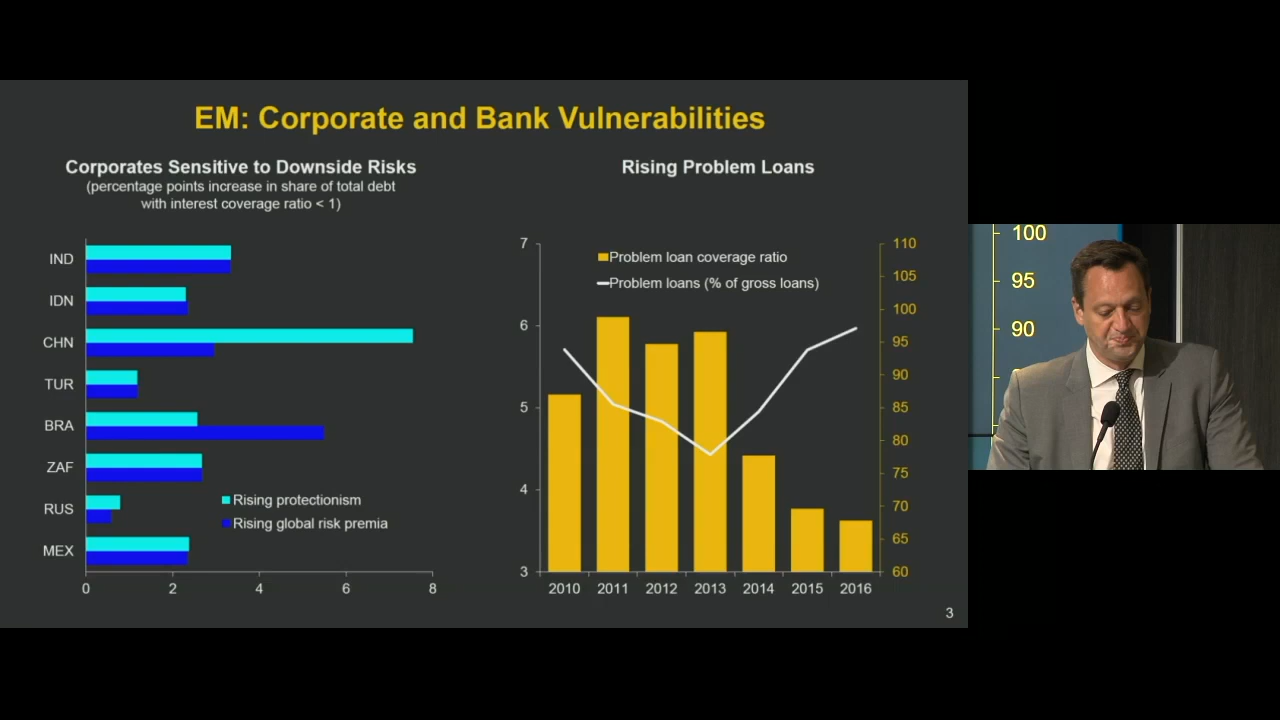 EM: Corporate and Bank Vulnerabilities
Corporates Sensitive to Downside Risks
(percentage points increase in share of total debt
with interest coverage ratio < 1)
IND
IDN
CHN
TUR
BRA
ZAF
RUS
MEX
Rising protectionism
Rising global risk premia
0 2 4 6 8
Rising Problem Loans
Problem loan coverage ratio
Problem loans (% of gross loans)
7
6
5
4
3
110
105
100
95
90
85
80
75
70
65
60
2010 2011 2012 2013 2014 2015 2016
3
100
95
90